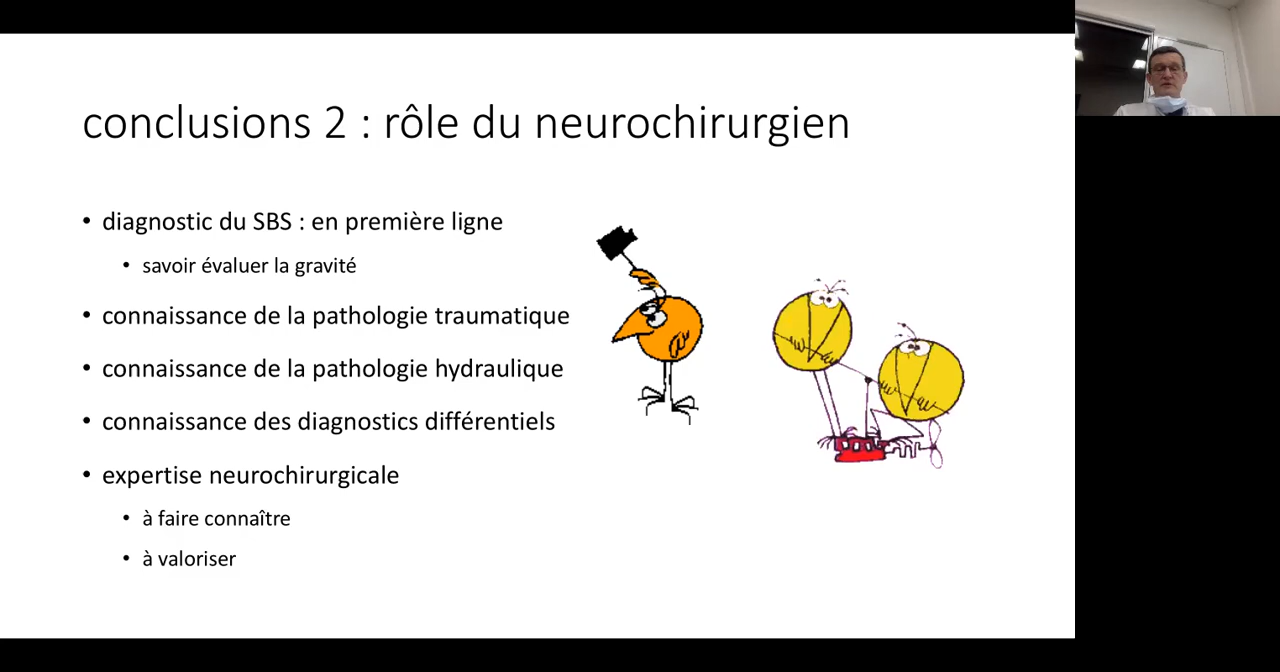 conclusions 2 : rôle du neurochirurgien
• diagnostic du SBS : en première ligne
• savoir évaluer la gravité
• connaissance de la pathologie traumatique
• connaissance de la pathologie hydraulique
• connaissance des diagnostics différentiels
• expertise neurochirurgicale
• à faire connaître
• à valoriser